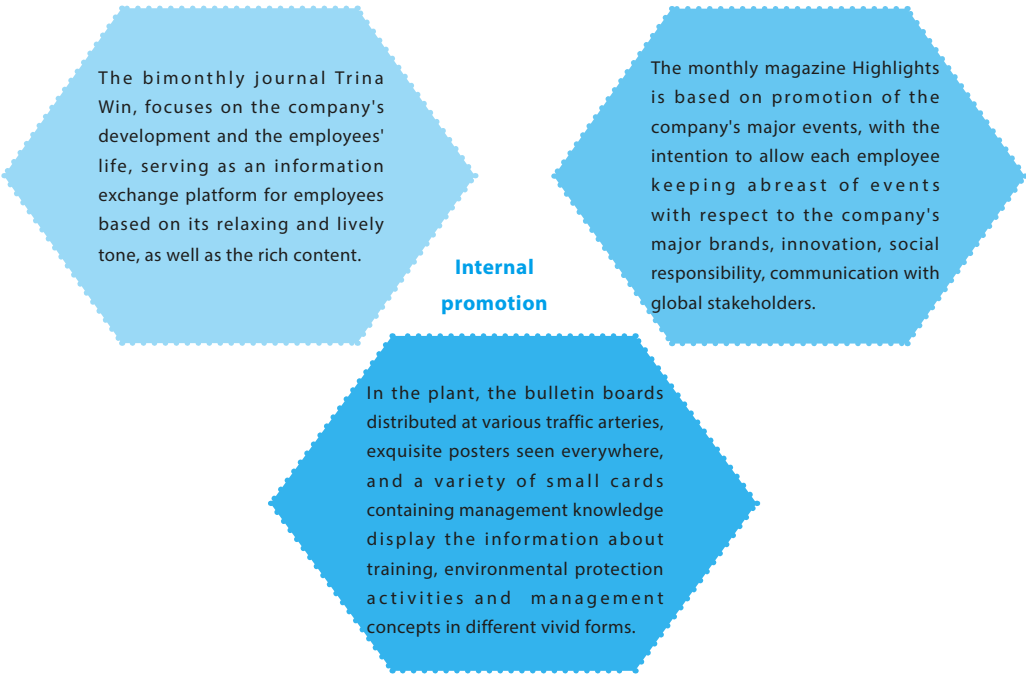 The bimonthly journal Trina
Win, focuses on the company's
development and the employees'
life, serving as an information
exchange platform for employees
based on its relaxing and lively
tone, as well as the rich content.
The monthly magazine Highlights
is based on promotion of the
company's major events, with the
intention to allow each employee
keeping abreast of events
with respect to the company's
major brands, innovation, social
responsibility, communication with
global stakeholders.
Internal
promotion
In the plant, the bulletin boards
distributed at various traffic arteries,
exquisite posters seen everywhere,
and a variety of small cards
containing management knowledge
display the information about
training, environmental protection
activities and management
concepts in different vivid forms.